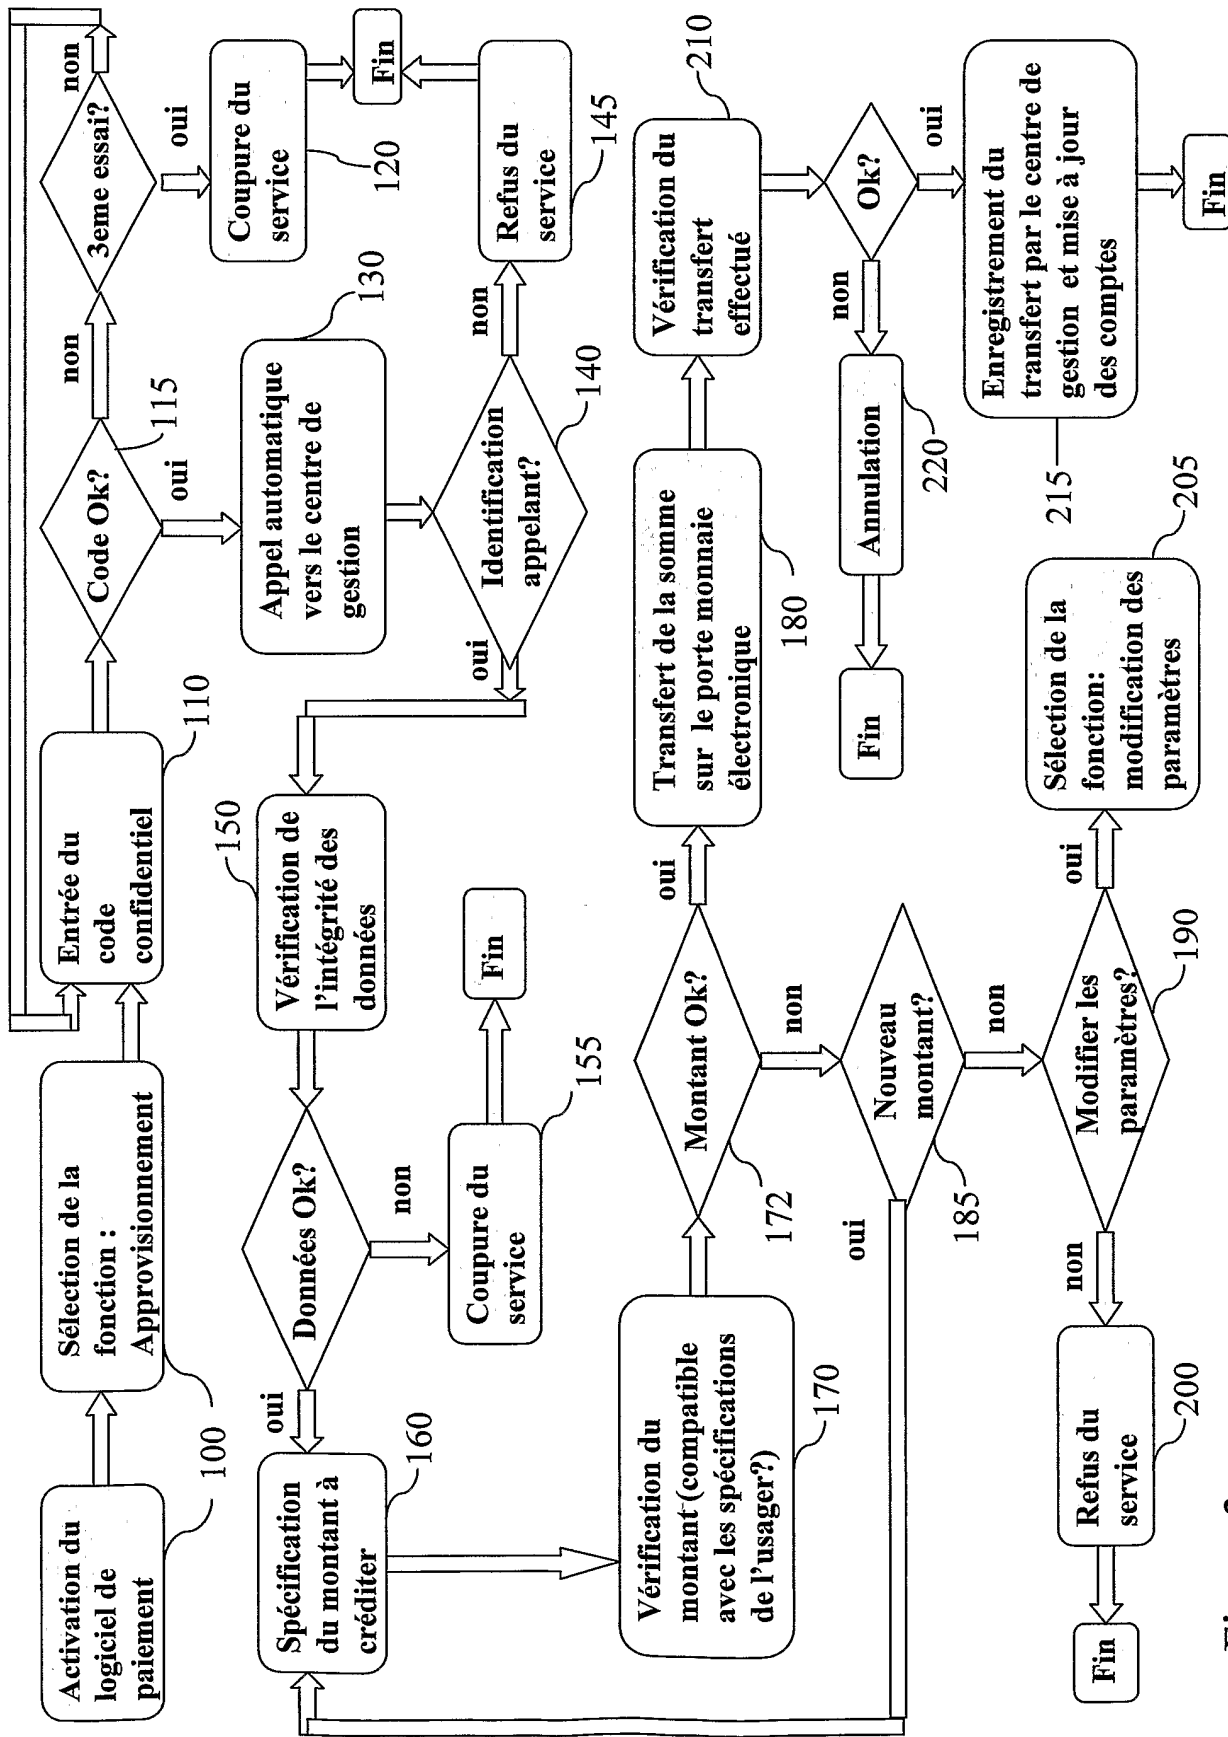 Activation du
logiciel de
paiement
Sélection de la
fonction :
Approvisionnement
100
Entrée du
code
confidentiel
110
Code Ok?
115
non
oui
3eme essai?
non
oui
Coupure du
service
120
Fin
Appel automatique
vers le centre de
gestion
130
Identification
appelant?
140
non
oui
Refus du
service
145
Vérification de
l'intégrité des
données
150
Données Ok?
oui
non
Coupure du
service
155
Fin
Spécification
du montant à
créditer
160
Vérification du
montant (compatible
avec les spécifications
de l'usager?)
170
Montant Ok?
172
oui
non
Transfert de la somme
sur le porte monnaie
électronique
180
Vérification du
transfert
effectué
210
Ok?
non
oui
Annulation
220
Fin
Enregistrement du
transfert par le centre de
gestion et mise à jour
des comptes
215
Fin
Nouveau
montant?
185
oui
non
Modifier les
paramètres?
190
oui
non
Sélection de la
fonction:
modification des
paramètres
205
Refus du
service
200
Fin